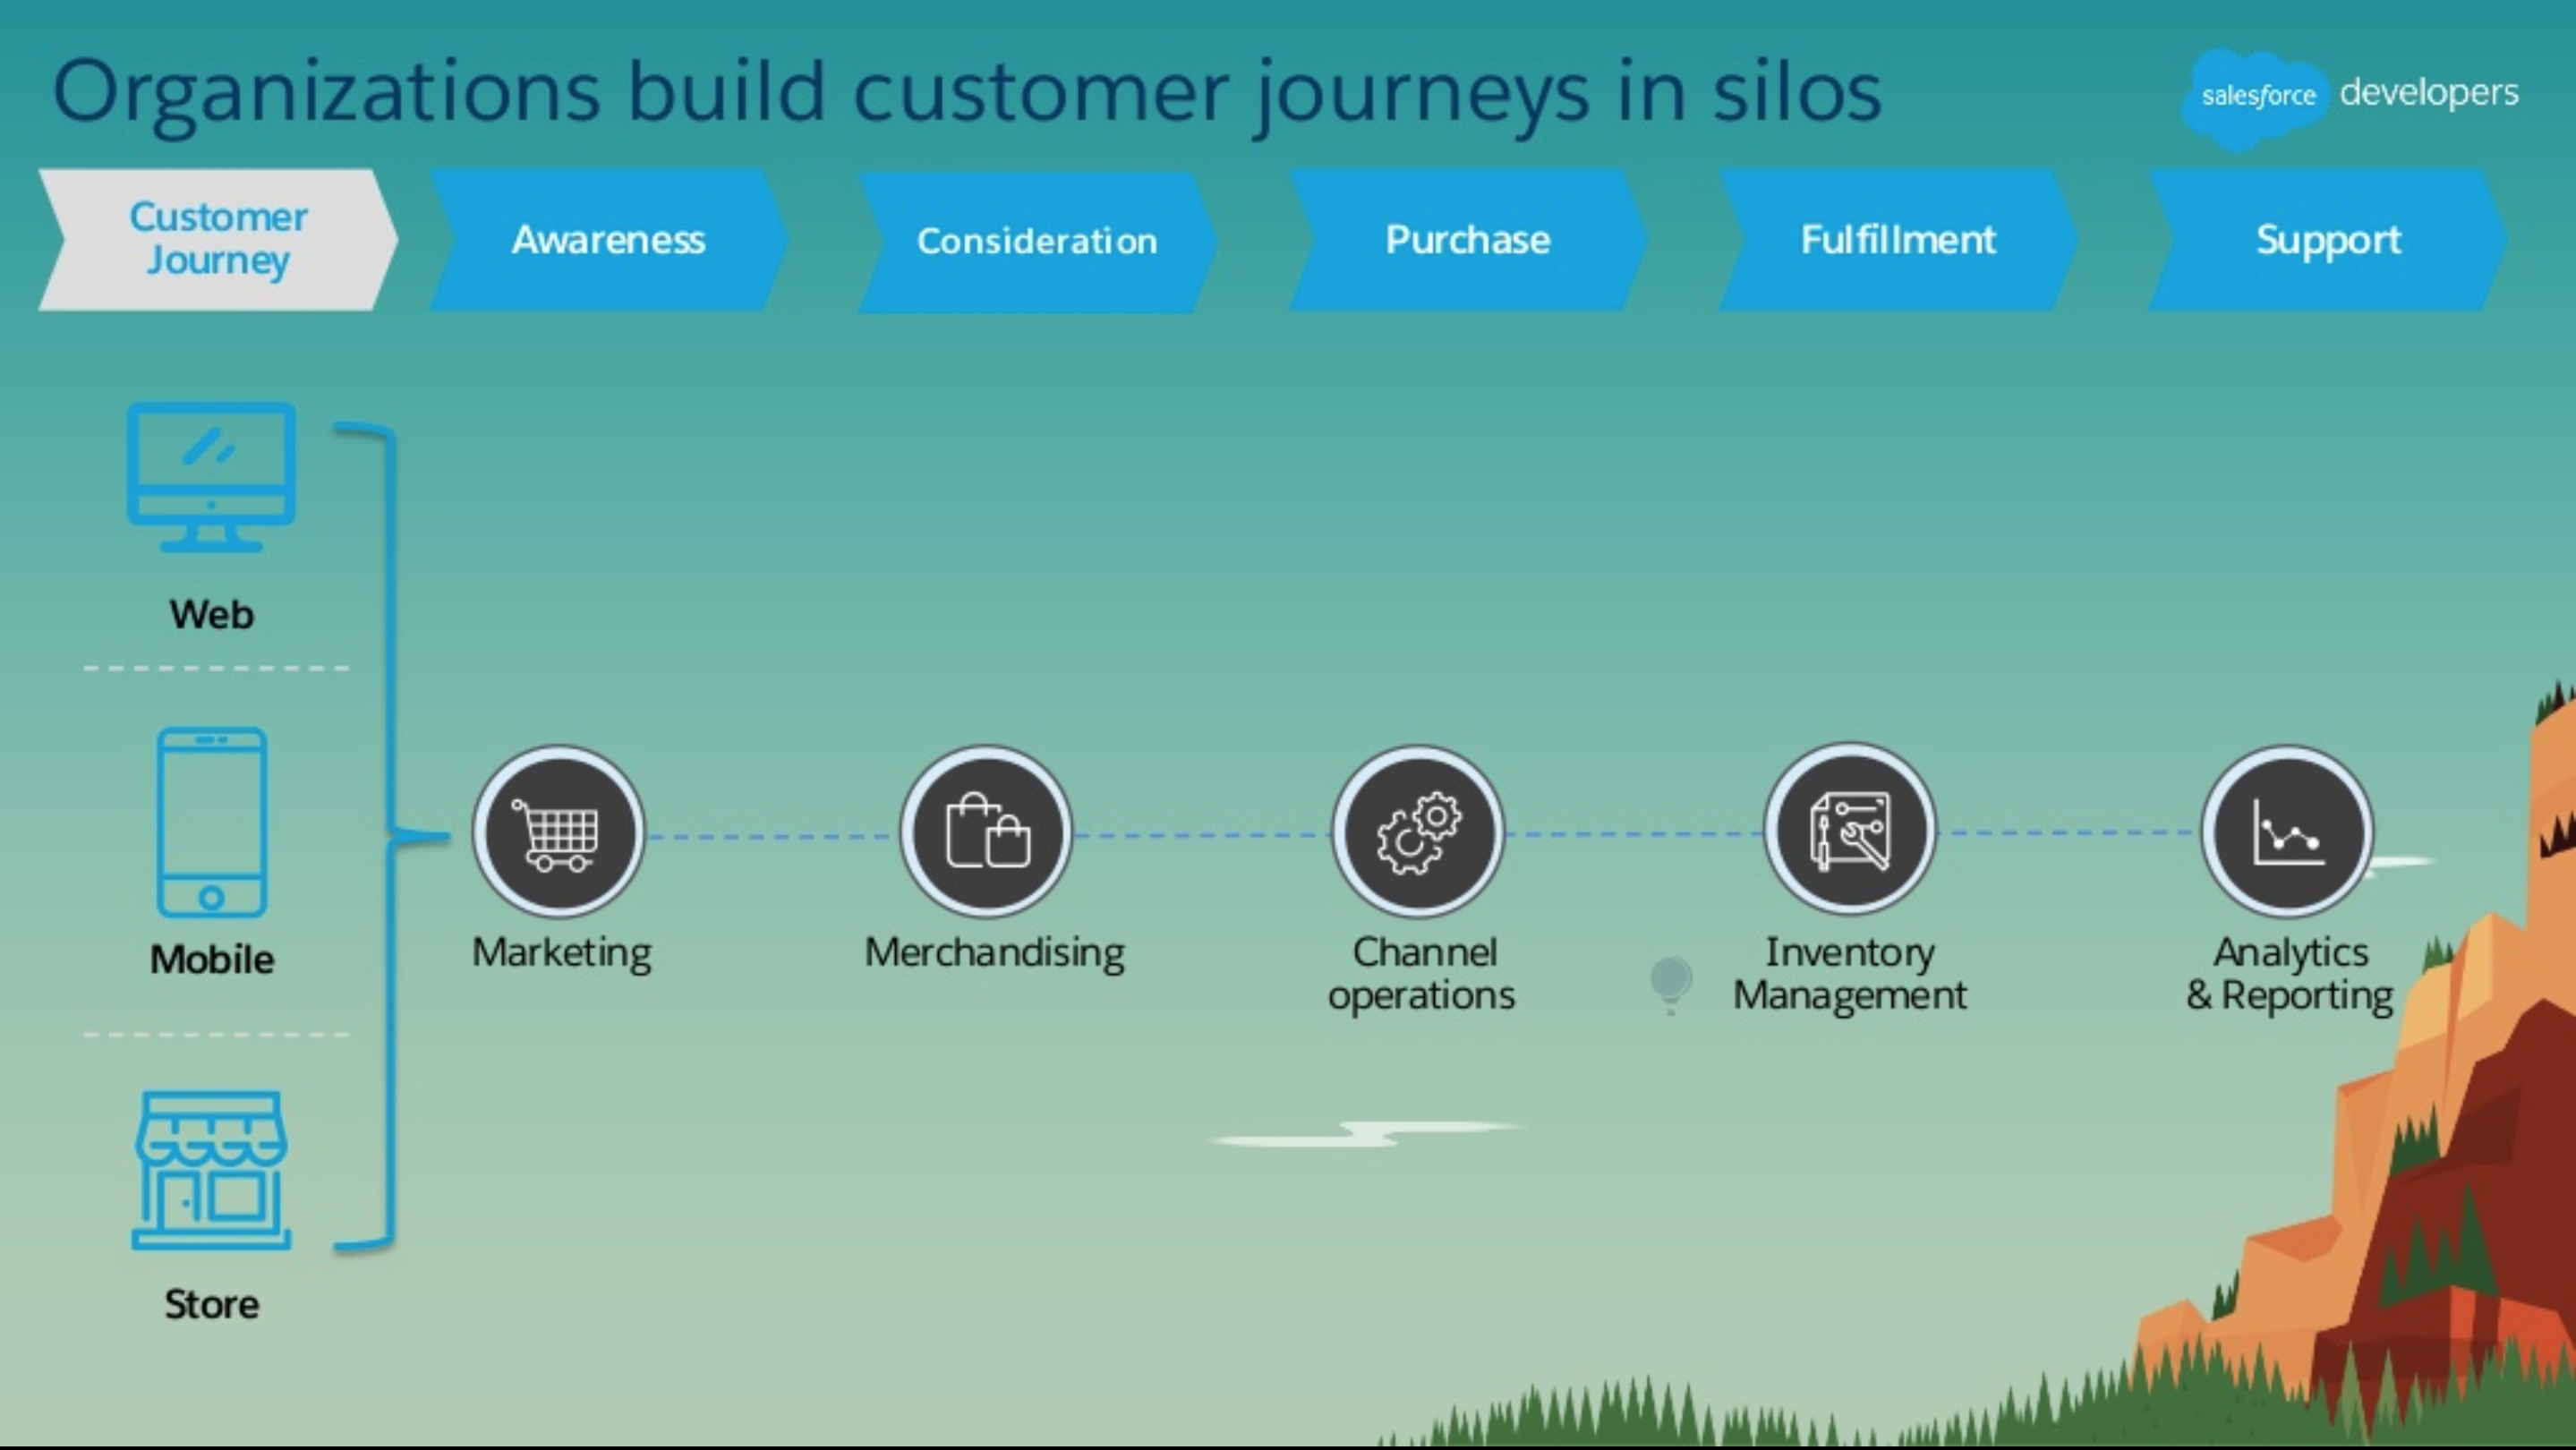 Organizations build customer journeys in silos
salesforce developers
Customer
Journey
Awareness
Consideration
Purchase
Fulfillment
Support
Web
Mobile
Store
Marketing
Merchandising
Channel
operations
Inventory
Management
Analytics
& Reporting